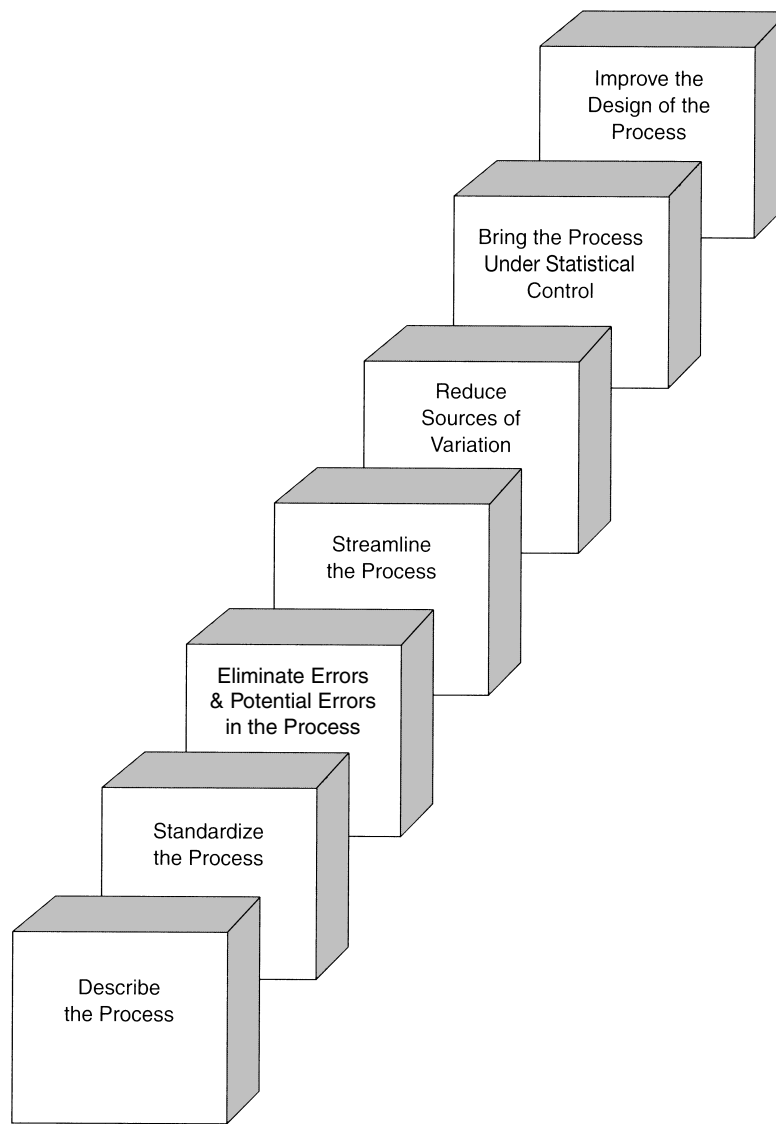 Improve the
Design of the
Process
Bring the Process
Under Statistical
Control
Reduce
Sources of
Variation
Streamline
the Process
Eliminate Errors
& Potential Errors
in the Process
Standardize
the Process
Describe
the Process